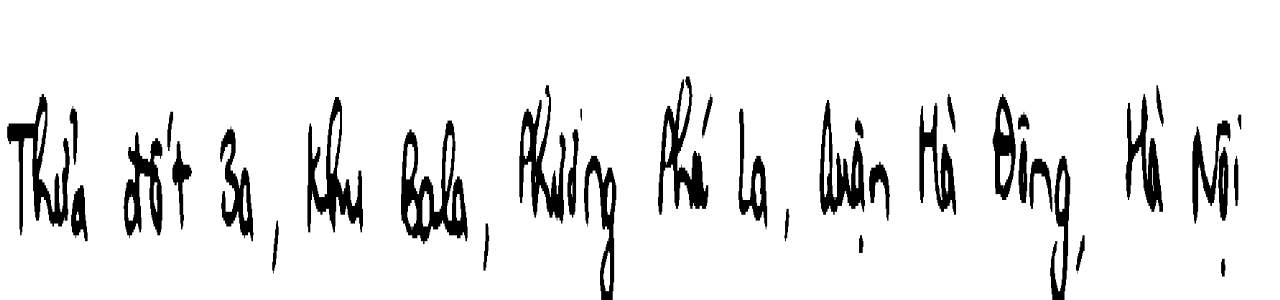 Thửa đất 3a, Khu Bala, Phường Phú La, Quận Hà Đông, Hà Nội